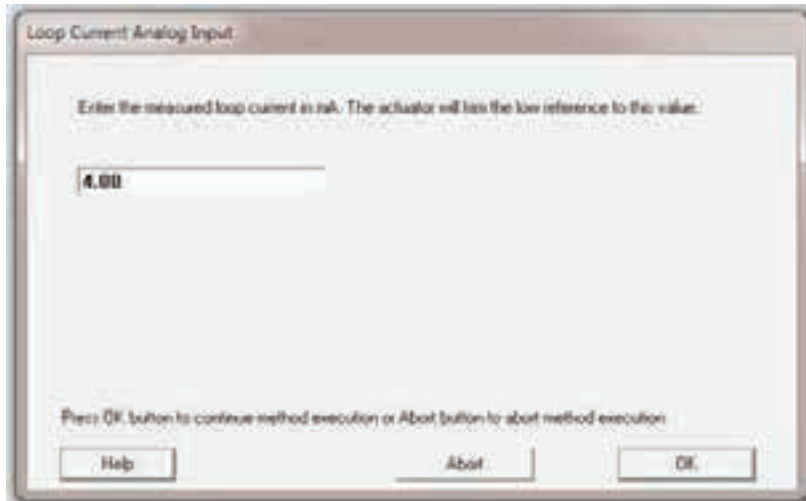 Loop Current Analog Input
Enter the measured loop current in mA. The actuator will trim the low reference to this value.
4.00
Press OK button to continue method execution or Abort button to abort method execution
Help Abort OK